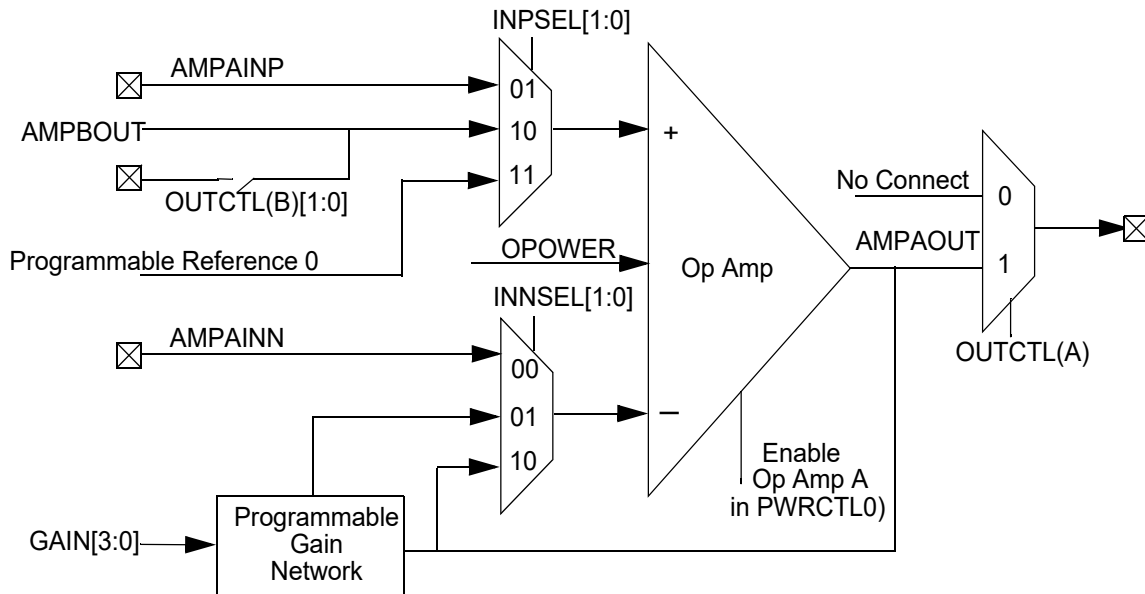 INPSEL[1:0]
AMPAINP
01
AMPBOUT
10
+
11
OUTCTL(B)[1:0]
No Connect
0
Programmable Reference 0
OPOWER
Op Amp
AMPAOUT
1
INNSEL[1:0]
AMPAINN
00
OUTCTL(A)
01
–
10
Enable
Op Amp A
in PWRCTL0)
GAIN[3:0]
Programmable
Gain
Network